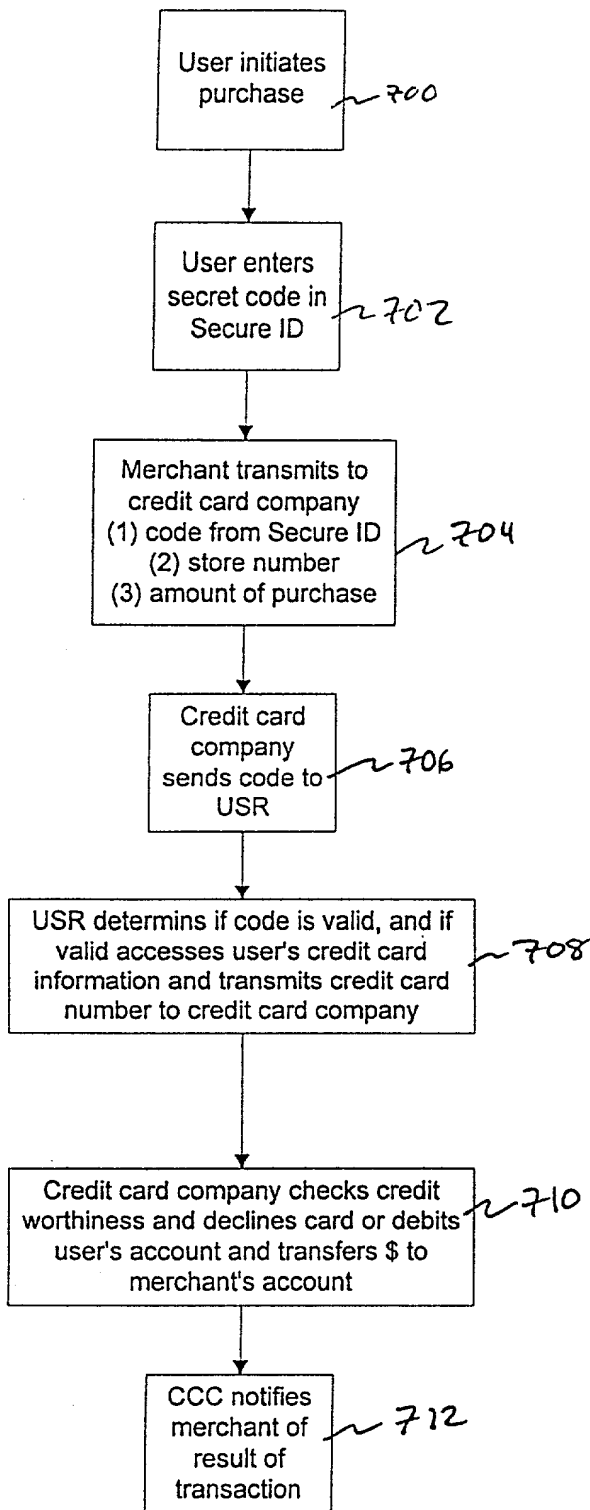 User initiates
purchase
700
User enters
secret code in
Secure ID
702
Merchant transmits to
credit card company
(1) code from Secure ID
(2) store number
(3) amount of purchase
704
Credit card
company
sends code to
USR
706
USR determins if code is valid, and if
valid accesses user's credit card
information and transmits credit card
number to credit card company
708
Credit card company checks credit
worthiness and declines card or debits
user's account and transfers $ to
merchant's account
710
CCC notifies
merchant of
result of
transaction
712